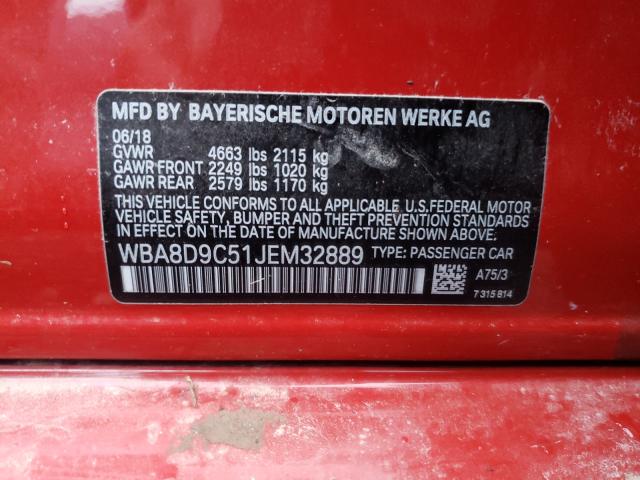 MFD BY BAYERISCHE MOTOREN WERKE AG
06/18
GVWR 4663 lbs 2115 kg
GAWR FRONT 2249 lbs 1020 kg
GAWR REAR 2579 lbs 1170 kg
THIS VEHICLE CONFORMS TO ALL APPLICABLE U.S.FEDERAL MOTOR
VEHICLE SAFETY, BUMPER AND THEFT PREVENTION STANDARDS
IN EFFECT ON THE DATE OF MANUFACTURE SHOWN ABOVE.
WBA8D9C51JEM32889 TYPE: PASSENGER CAR
A75/3
7 315 814